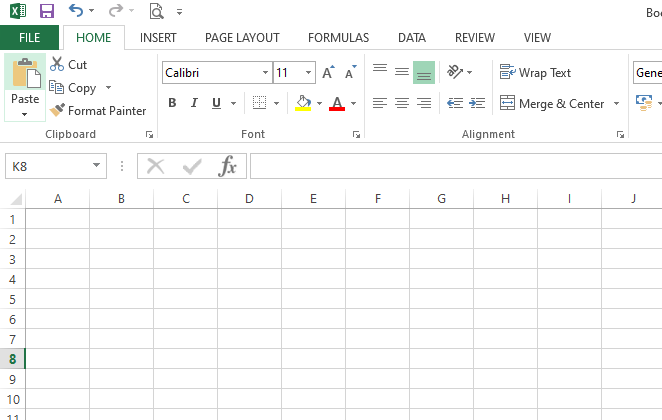 Boo
FILE HOME INSERT PAGE LAYOUT FORMULAS DATA REVIEW VIEW
Paste
Cut
Copy
Format Painter
Clipboard
Calibri 11
B I U A
Font
Wrap Text
Merge & Center
Alignment
Gene
K8 fx
A B C D E F G H I J
1
2
3
4
5
6
7
8
9
10
11